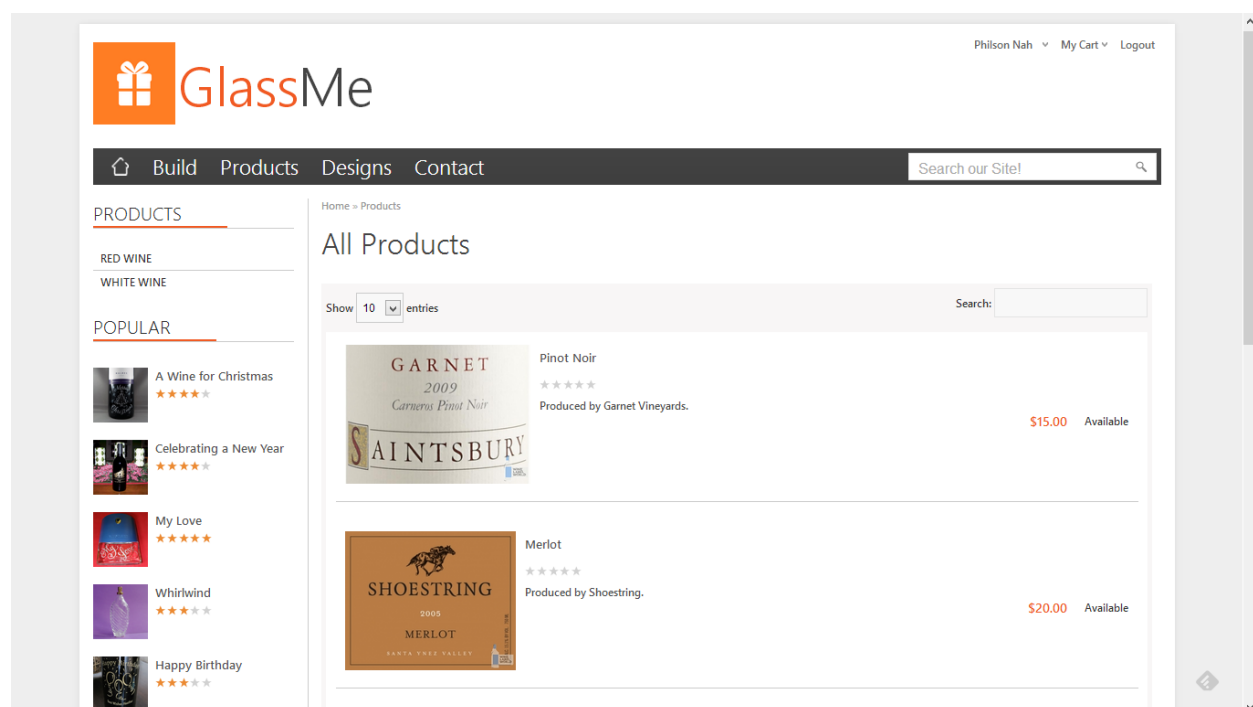 Philson Nah My Cart Logout
GlassMe
Build Products Designs Contact
Search our Site!
PRODUCTS
RED WINE
WHITE WINE
POPULAR
A Wine for Christmas
Celebrating a New Year
My Love
Whirlwind
Happy Birthday
Home » Products
All Products
Show 10 entries
Search:
GARNET
2009
Carneros Pinot Noir
SAINTSBURY
Pinot Noir
Produced by Garnet Vineyards.
$15.00 Available
SHOESTRING
2005
MERLOT
SANTA YNEZ VALLEY
Merlot
Produced by Shoestring.
$20.00 Available